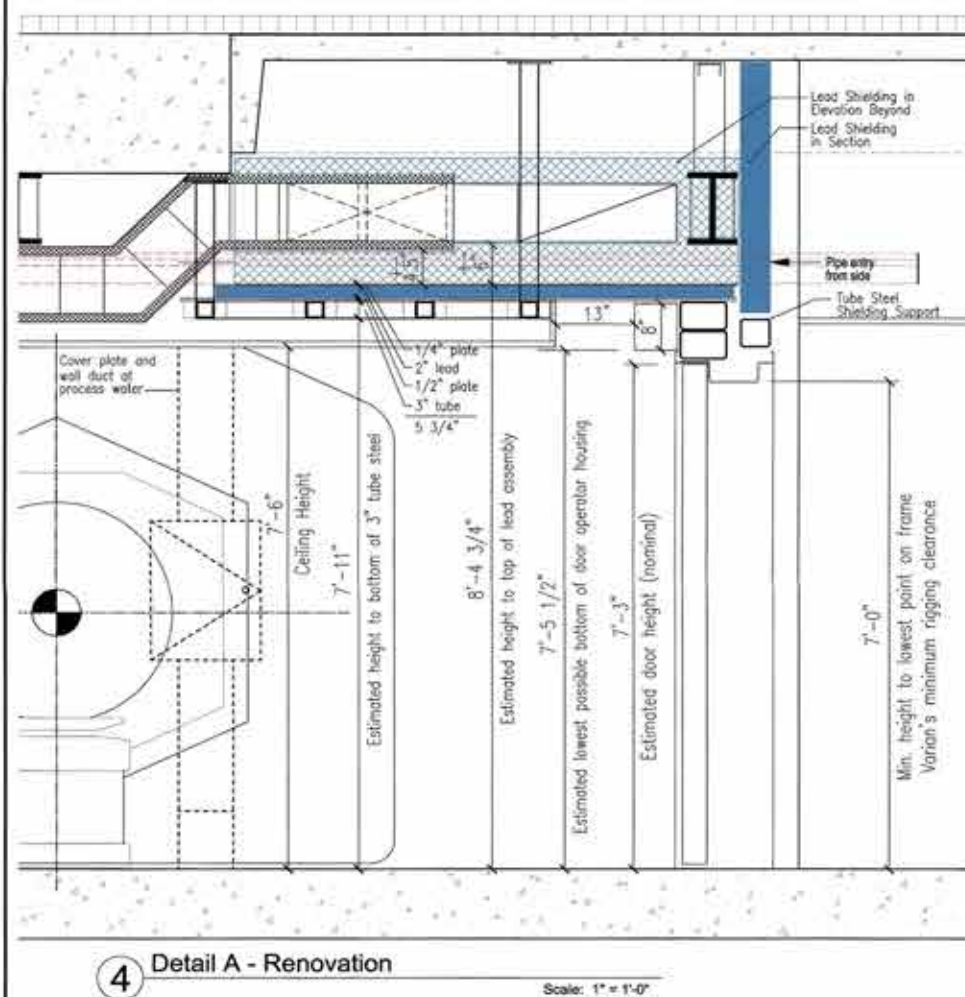 Lead Shielding in
Elevation Beyond
Lead Shielding
in Section
Pipe entry
from side
Tube Steel
Shielding Support
13"
8"
1/4" plate
2" lead
1/2" plate
3" tube
5 3/4"
Cover plate and
wall duct at
process water
7'-6"
Ceiling Height
7'-11"
Estimated height to bottom of 3" tube steel
8'-4 3/4"
Estimated height to top of lead assembly
7'-5 1/2"
Estimated lowest possible bottom of door operator housing
7'-3"
Estimated door height (nominal)
7'-0"
Min. height to lowest point on frame
Varian's minimum rigging clearance
4 Detail A - Renovation
Scale: 1" = 1'-0"